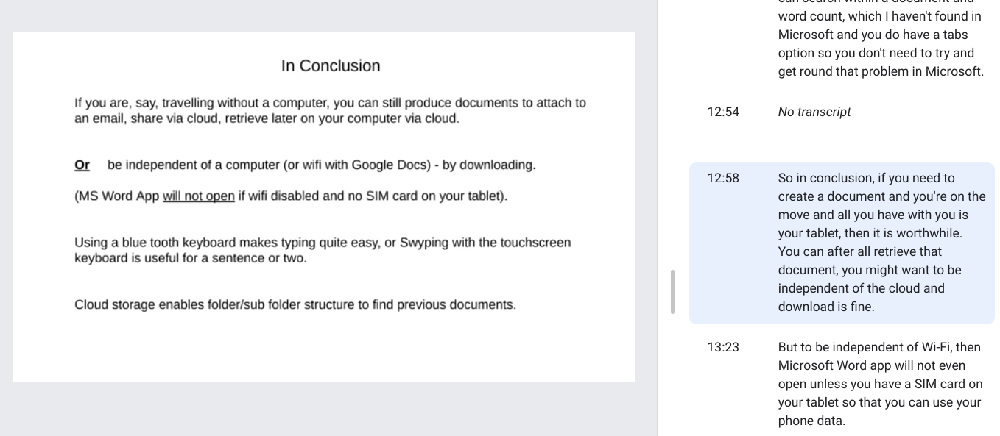 In Conclusion
If you are, say, travelling without a computer, you can still produce documents to attach to
an email, share via cloud, retrieve later on your computer via cloud.
Or be independent of a computer (or wifi with Google Docs) - by downloading.
(MS Word App will not open if wifi disabled and no SIM card on your tablet).
Using a blue tooth keyboard makes typing quite easy, or Swyping with the touchscreen
keyboard is useful for a sentence or two.
Cloud storage enables folder/sub folder structure to find previous documents.
can search within a document and
word count, which I haven't found in
Microsoft and you do have a tabs
option so you don't need to try and
get round that problem in Microsoft.
12:54 No transcript
12:58 So in conclusion, if you need to
create a document and you're on the
move and all you have with you is
your tablet, then it is worthwhile.
You can after all retrieve that
document, you might want to be
independent of the cloud and
download is fine.
13:23 But to be independent of Wi-Fi, then
Microsoft Word app will not even
open unless you have a SIM card on
your tablet so that you can use your
phone data.